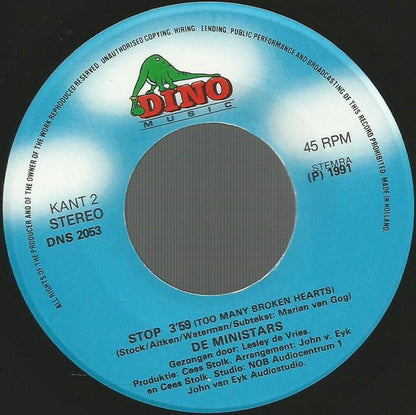 ALL RIGHTS OF THE PRODUCER AND OF THE OWNER OF THE WORK REPRODUCED RESERVED. UNAUTHORISED COPYING. HIRING. LENDING. PUBLIC PERFORMANCE AND BROADCASTING OF THIS RECORD PROHIBITED. MADE IN HOLLAND
DINO
MUSIC
KANT 2
STEREO
DNS 2053
45 RPM
STEMRA
(P) 1991
STOP 3'59 (TOO MANY BROKEN HEARTS)
(Stock/Aitken/Waterman/Subtekst: Marian van Gog)
DE MINISTARS
Gezongen door: Lesley de Vries.
Produktie: Cees Stolk. Arrangement: John v. Eyk
en Cees Stolk. Studio: NOB Audiocentrum 1
John van Eyk Audiostudio.